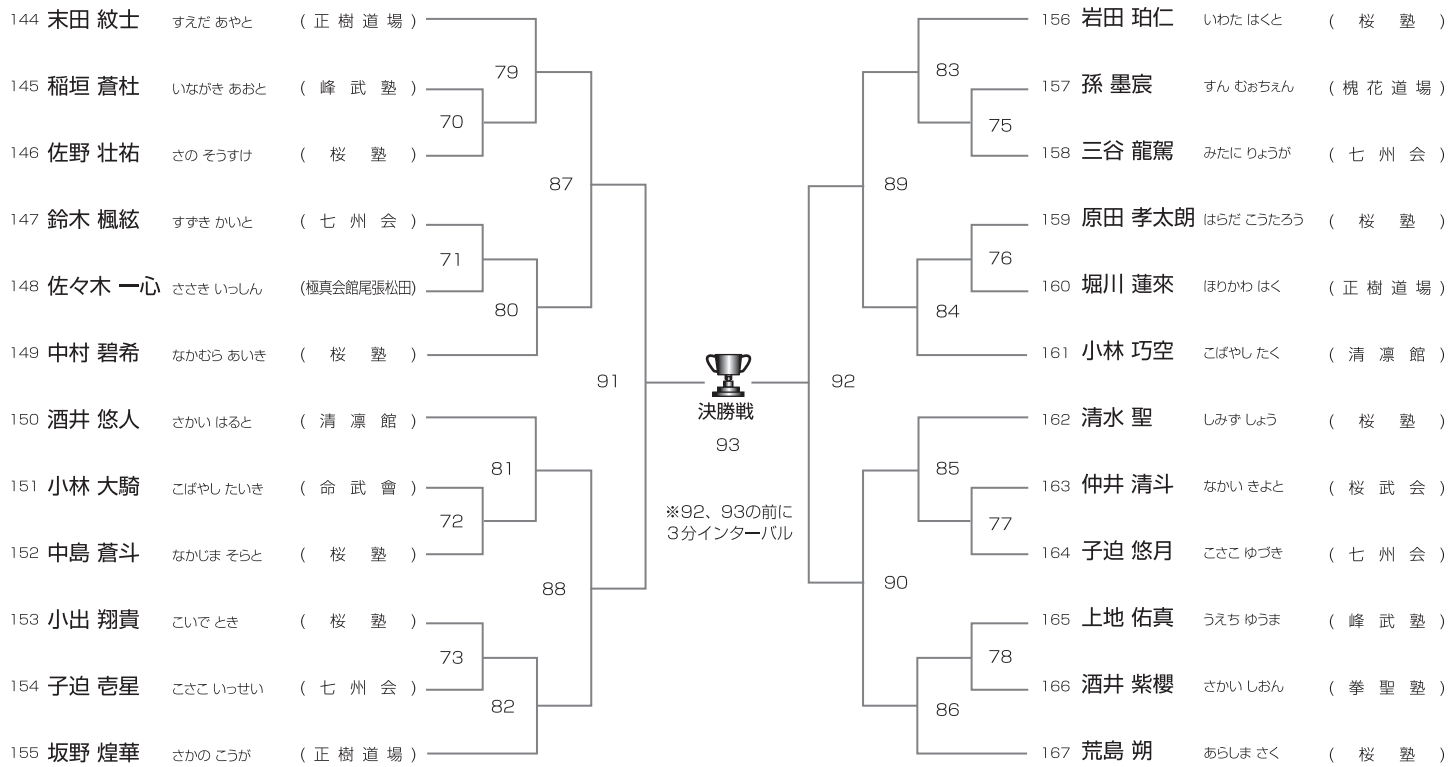 144 末田 紋士 すえだ あやと (正樹道場)
79
145 稲垣 蒼杜 いながき あおと (峰武塾)
70
146 佐野 壮祐 さの そうすけ (桜塾)
87
147 鈴木 楓絃 すずき かいと (七州会)
71
148 佐々木 一心 ささき いっしん (極真会館尾張松田)
80
149 中村 碧希 なかむら あいき (桜塾)
91
150 酒井 悠人 さかい はると (清凛館)
81
151 小林 大騎 こばやし たいき (命武會)
72
152 中島 蒼斗 なかじま そらと (桜塾)
88
153 小出 翔貴 こいで とき (桜塾)
73
154 子迫 壱星 こさこ いっせい (七州会)
82
155 坂野 煌華 さかの こうが (正樹道場)
決勝戦
93
※92、93の前に
3分インターバル
156 岩田 珀仁 いわた はくと (桜塾)
83
157 孫 墨宸 すん むぉちぇん (槐花道場)
75
158 三谷 龍駕 みたに りょうが (七州会)
89
159 原田 孝太朗 はらだ こうたろう (桜塾)
76
160 堀川 蓮來 ほりかわ はく (正樹道場)
84
161 小林 巧空 こばやし たく (清凛館)
92
162 清水 聖 しみず しょう (桜塾)
85
163 仲井 清斗 なかい きよと (桜武会)
77
164 子迫 悠月 こさこ ゆづき (七州会)
90
165 上地 佑真 うえち ゆうま (峰武塾)
78
166 酒井 紫櫻 さかい しおん (拳聖塾)
86
167 荒島 朔 あらしま さく (桜塾)